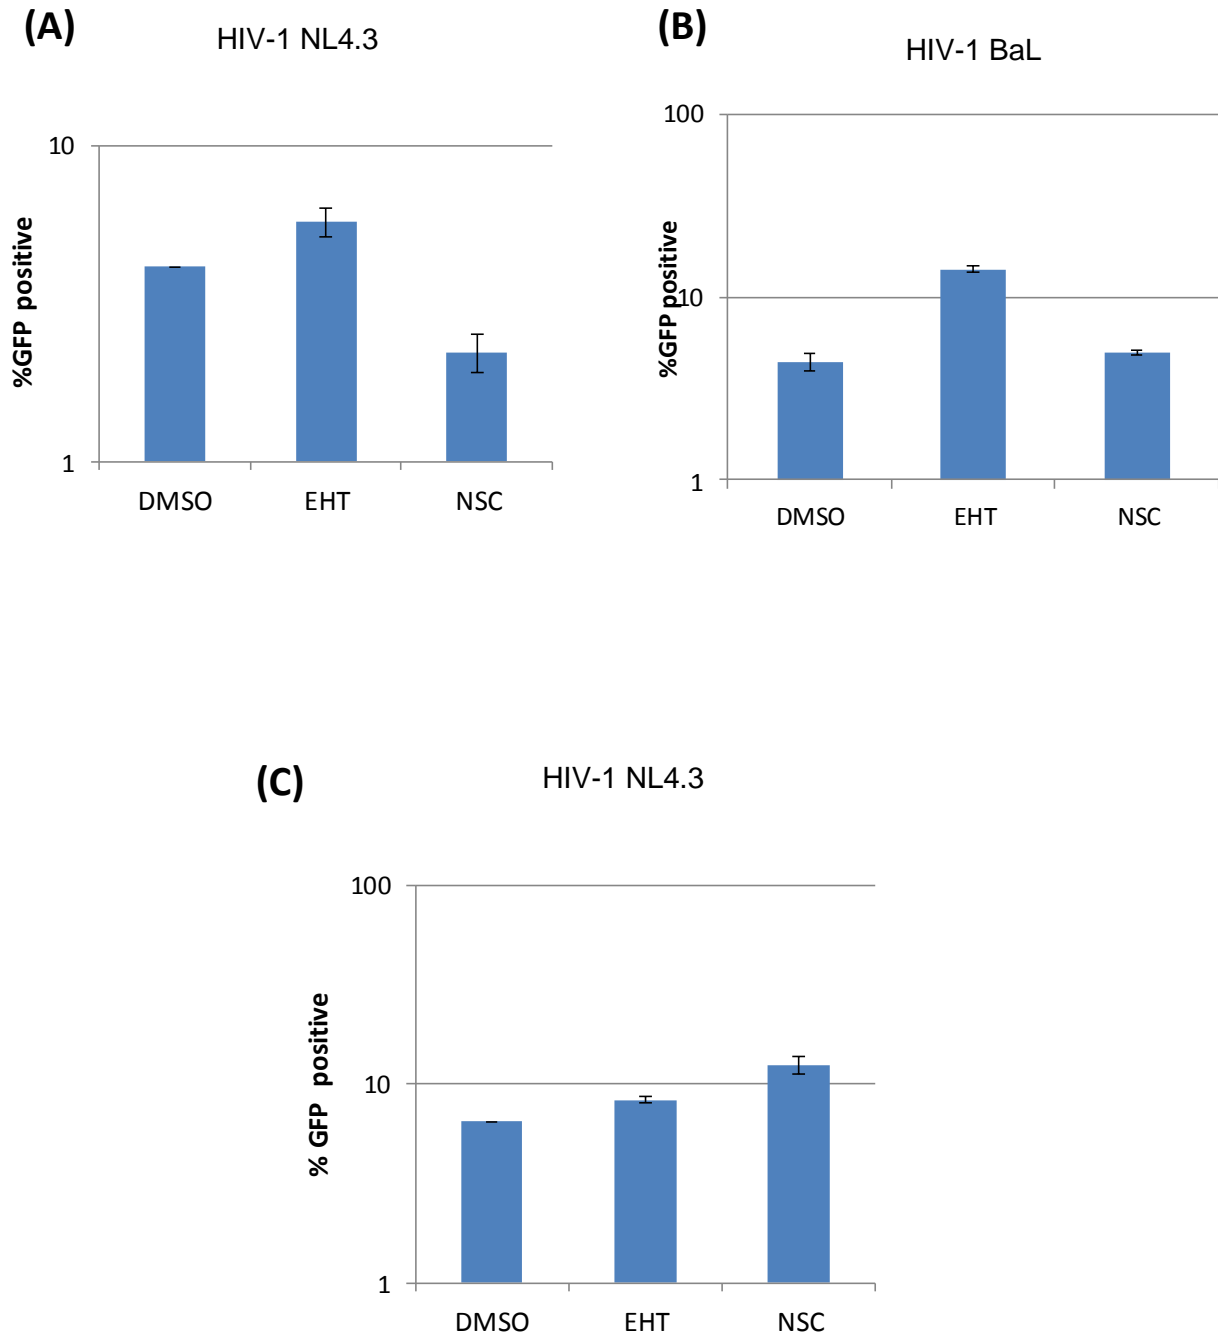 (A)
HIV-1 NL4.3
10
1
%GFP positive
DMSO EHT NSC
(B)
HIV-1 BaL
100
10
1
%GFP positive
DMSO EHT NSC
(C)
HIV-1 NL4.3
100
10
1
% GFP positive
DMSO EHT NSC